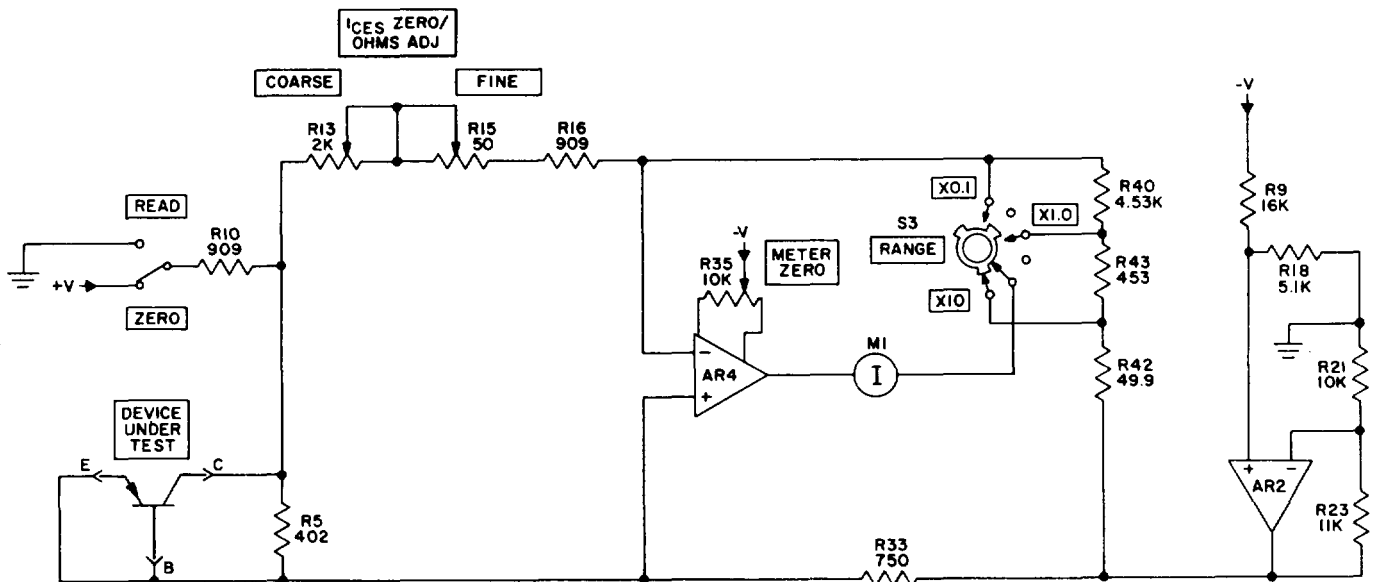 ICES ZERO/
OHMS ADJ
COARSE
FINE
R13
2K
R15
50
R16
909
-V
READ
R10
909
+V
ZERO
X0.1
X1.0
S3
RANGE
X10
R40
4.53K
R43
453
R42
49.9
R9
16K
R18
5.1K
R21
10K
R23
11K
-V
R35
10K
METER
ZERO
-
AR4
+
M1
I
DEVICE
UNDER
TEST
E
C
B
R5
402
R33
750
+
-
AR2